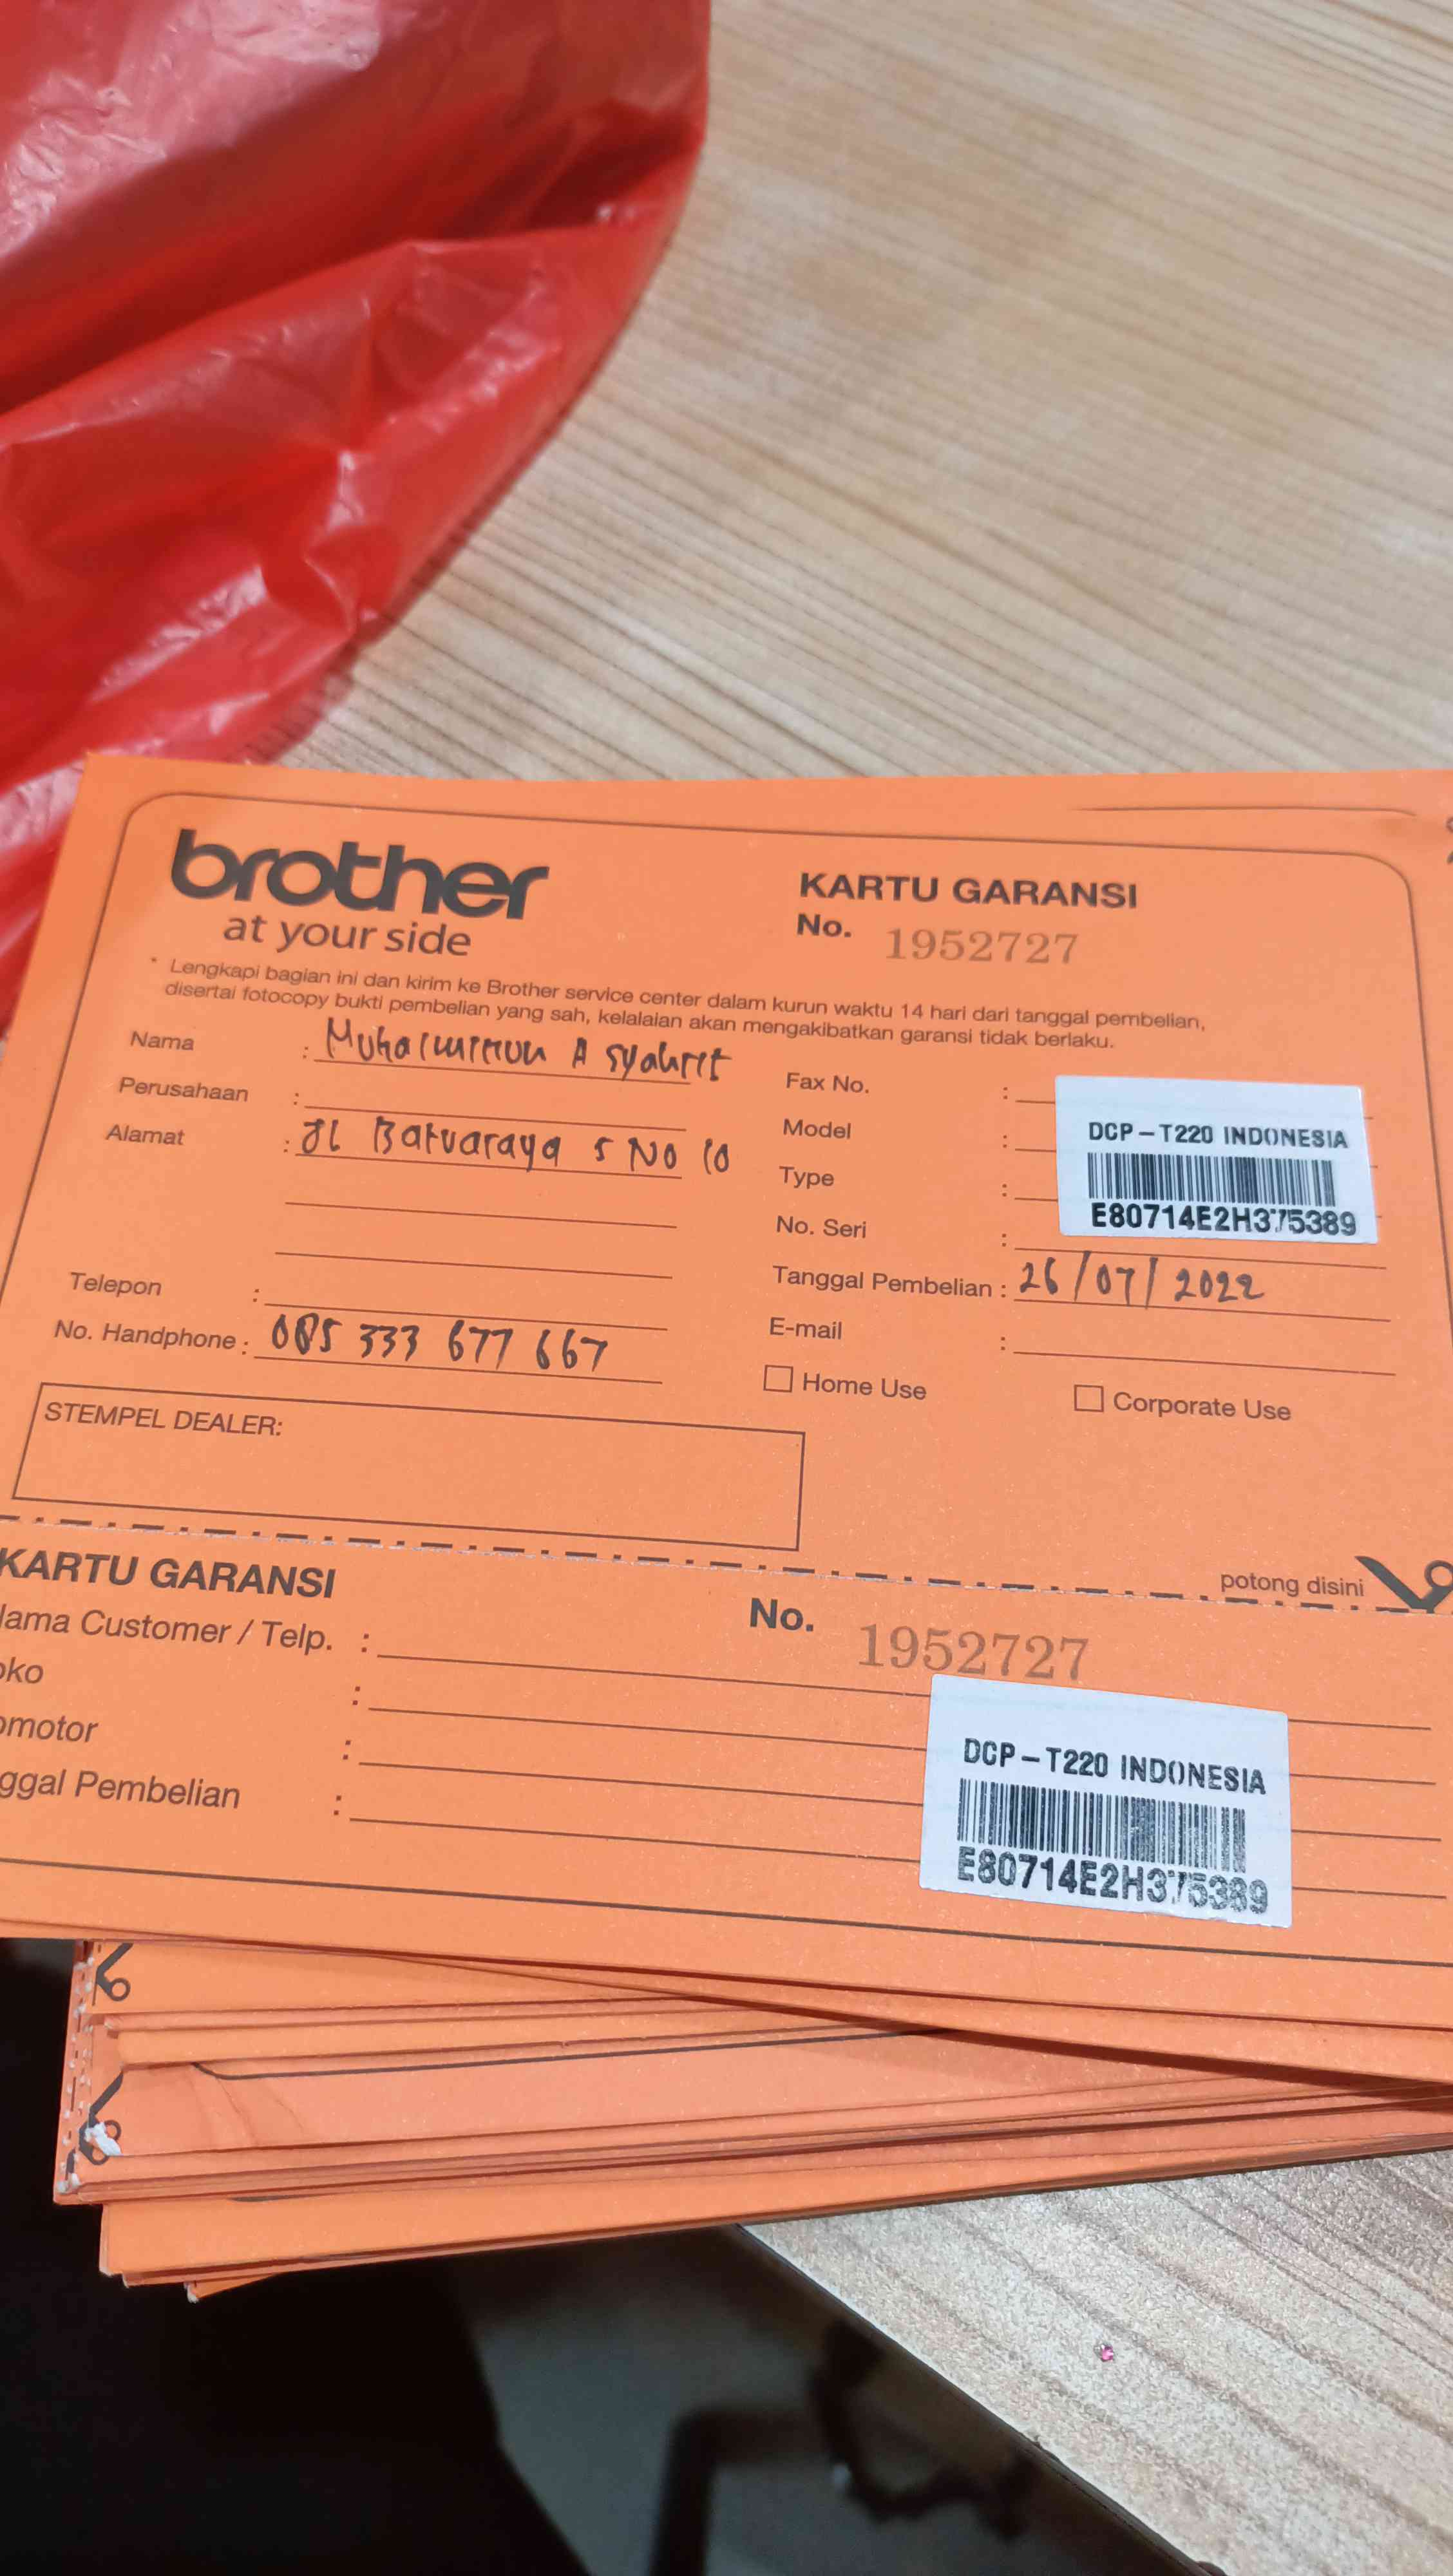 brother
at your side
KARTU GARANSI
No. 1952727
* Lengkapi bagian ini dan kirim ke Brother service center dalam kurun waktu 14 hari dari tanggal pembelian,
disertai fotocopy bukti pembelian yang sah, kelalaian akan mengakibatkan garansi tidak berlaku.
Nama :
A
Perusahaan :
Alamat : Jl Batuaraya 5 No 10
Telepon :
No. Handphone : 085 333 677 667
Fax No. :
Model :
Type :
No. Seri :
DCP-T220 INDONESIA
E80714E2H375389
Tanggal Pembelian : 26/07/2022
E-mail :
Home Use
Corporate Use
STEMPEL DEALER:
potong disini
KARTU GARANSI
No. 1952727
lama Customer / Telp. :
oko :
omotor :
ggal Pembelian :
DCP-T220 INDONESIA
E80714E2H375389